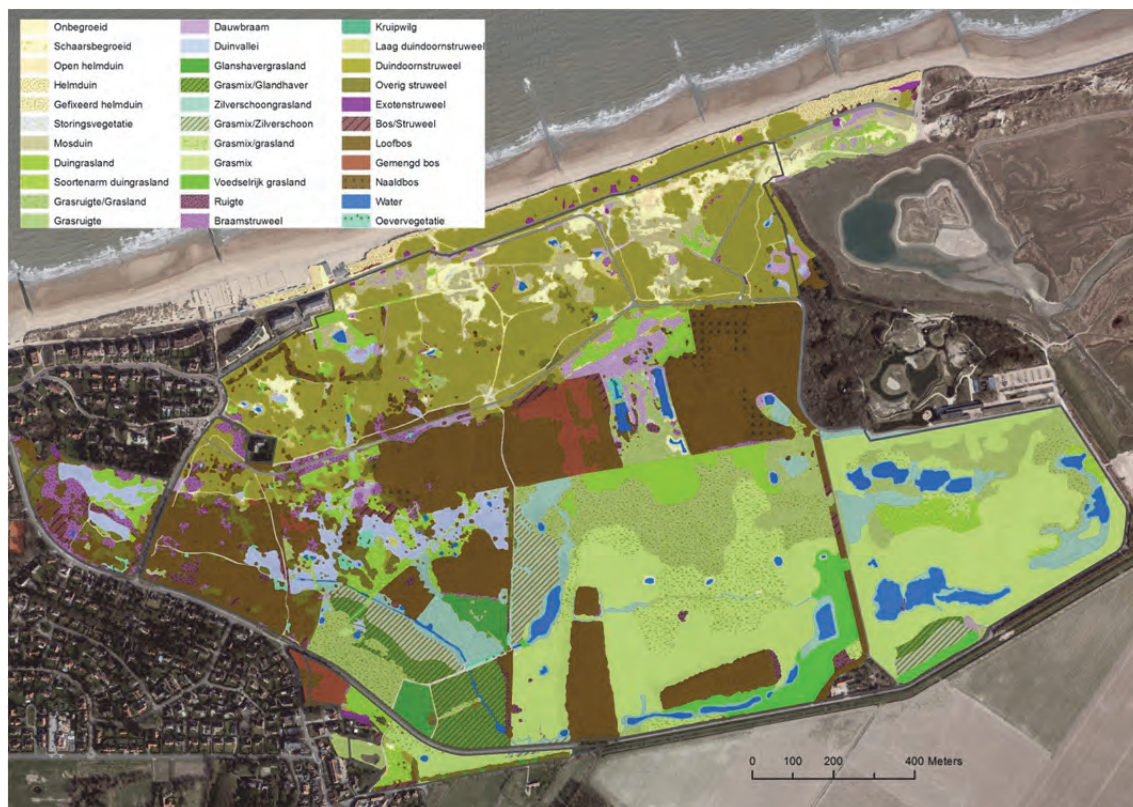 Onbegroeid
Schaarsbegroeid
Open helmduin
Helmduin
Gefixeerd helmduin
Storingsvegetatie
Mosduin
Duingrasland
Soortenarm duingrasland
Grasruigte/Grasland
Grasruigte
Dauwbraam
Duinvallei
Glanshavergrasland
Grasmix/Glandhaver
Zilverschoongrasland
Grasmix/Zilverschoon
Grasmix/grasland
Grasmix
Voedselrijk grasland
Ruigte
Braamstruweel
Kruipwilg
Laag duindoornstruweel
Duindoornstruweel
Overig struweel
Exotenstruweel
Bos/Struweel
Loofbos
Gemengd bos
Naaldbos
Water
Oevervegetatie
0 100 200 400 Meters